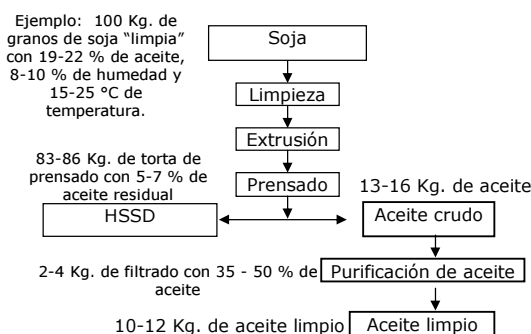 Ejemplo: 100 Kg. de
granos de soja “limpia”
con 19-22 % de aceite,
8-10 % de humedad y
15-25 °C de
temperatura.
Soja
Limpieza
Extrusión
83-86 Kg. de torta de
prensado con 5-7 % de
aceite residual
Prensado
13-16 Kg. de aceite
HSSD
Aceite crudo
2-4 Kg. de filtrado con 35 - 50 % de
aceite
Purificación de aceite
10-12 Kg. de aceite limpio
Aceite limpio